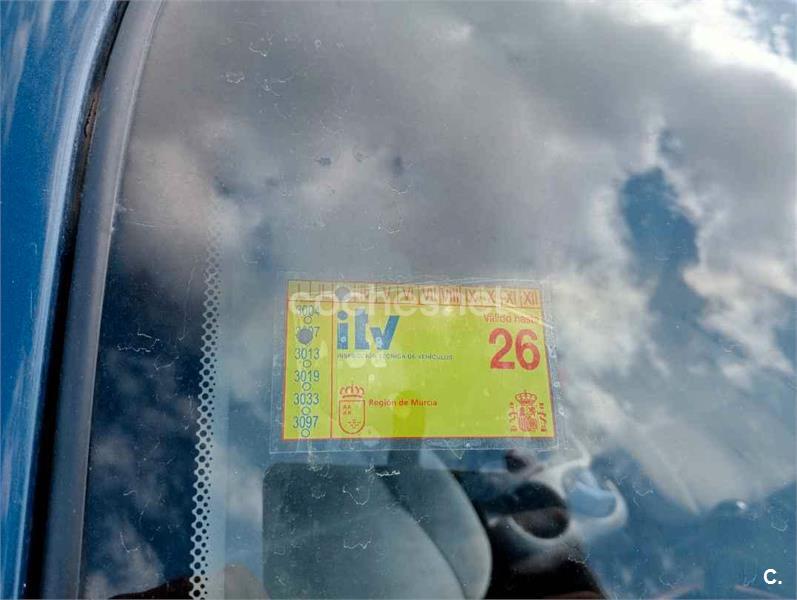 coches.net
V VI VII VIII IX X XI XII
3004
itv
Válido hasta
3007
26
INSPECCIÓN TÉCNICA DE VEHÍCULOS
3013
3019
3033
Región de Murcia
3097
C.